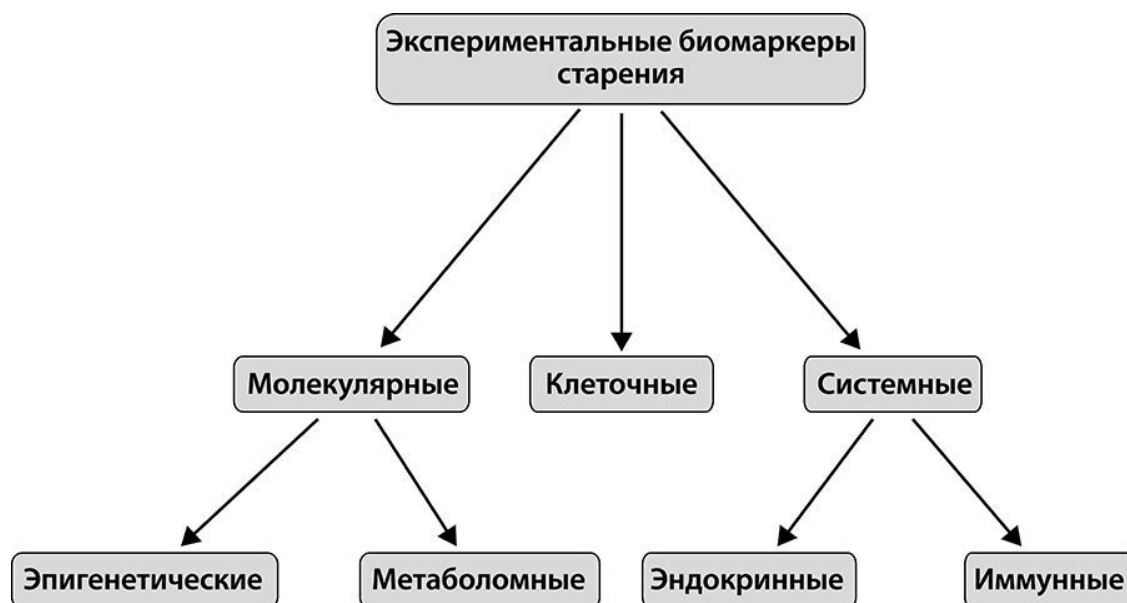 Экспериментальные биомаркеры
старения
Молекулярные
Клеточные
Системные
Эпигенетические
Метаболомные
Эндокринные
Иммунные